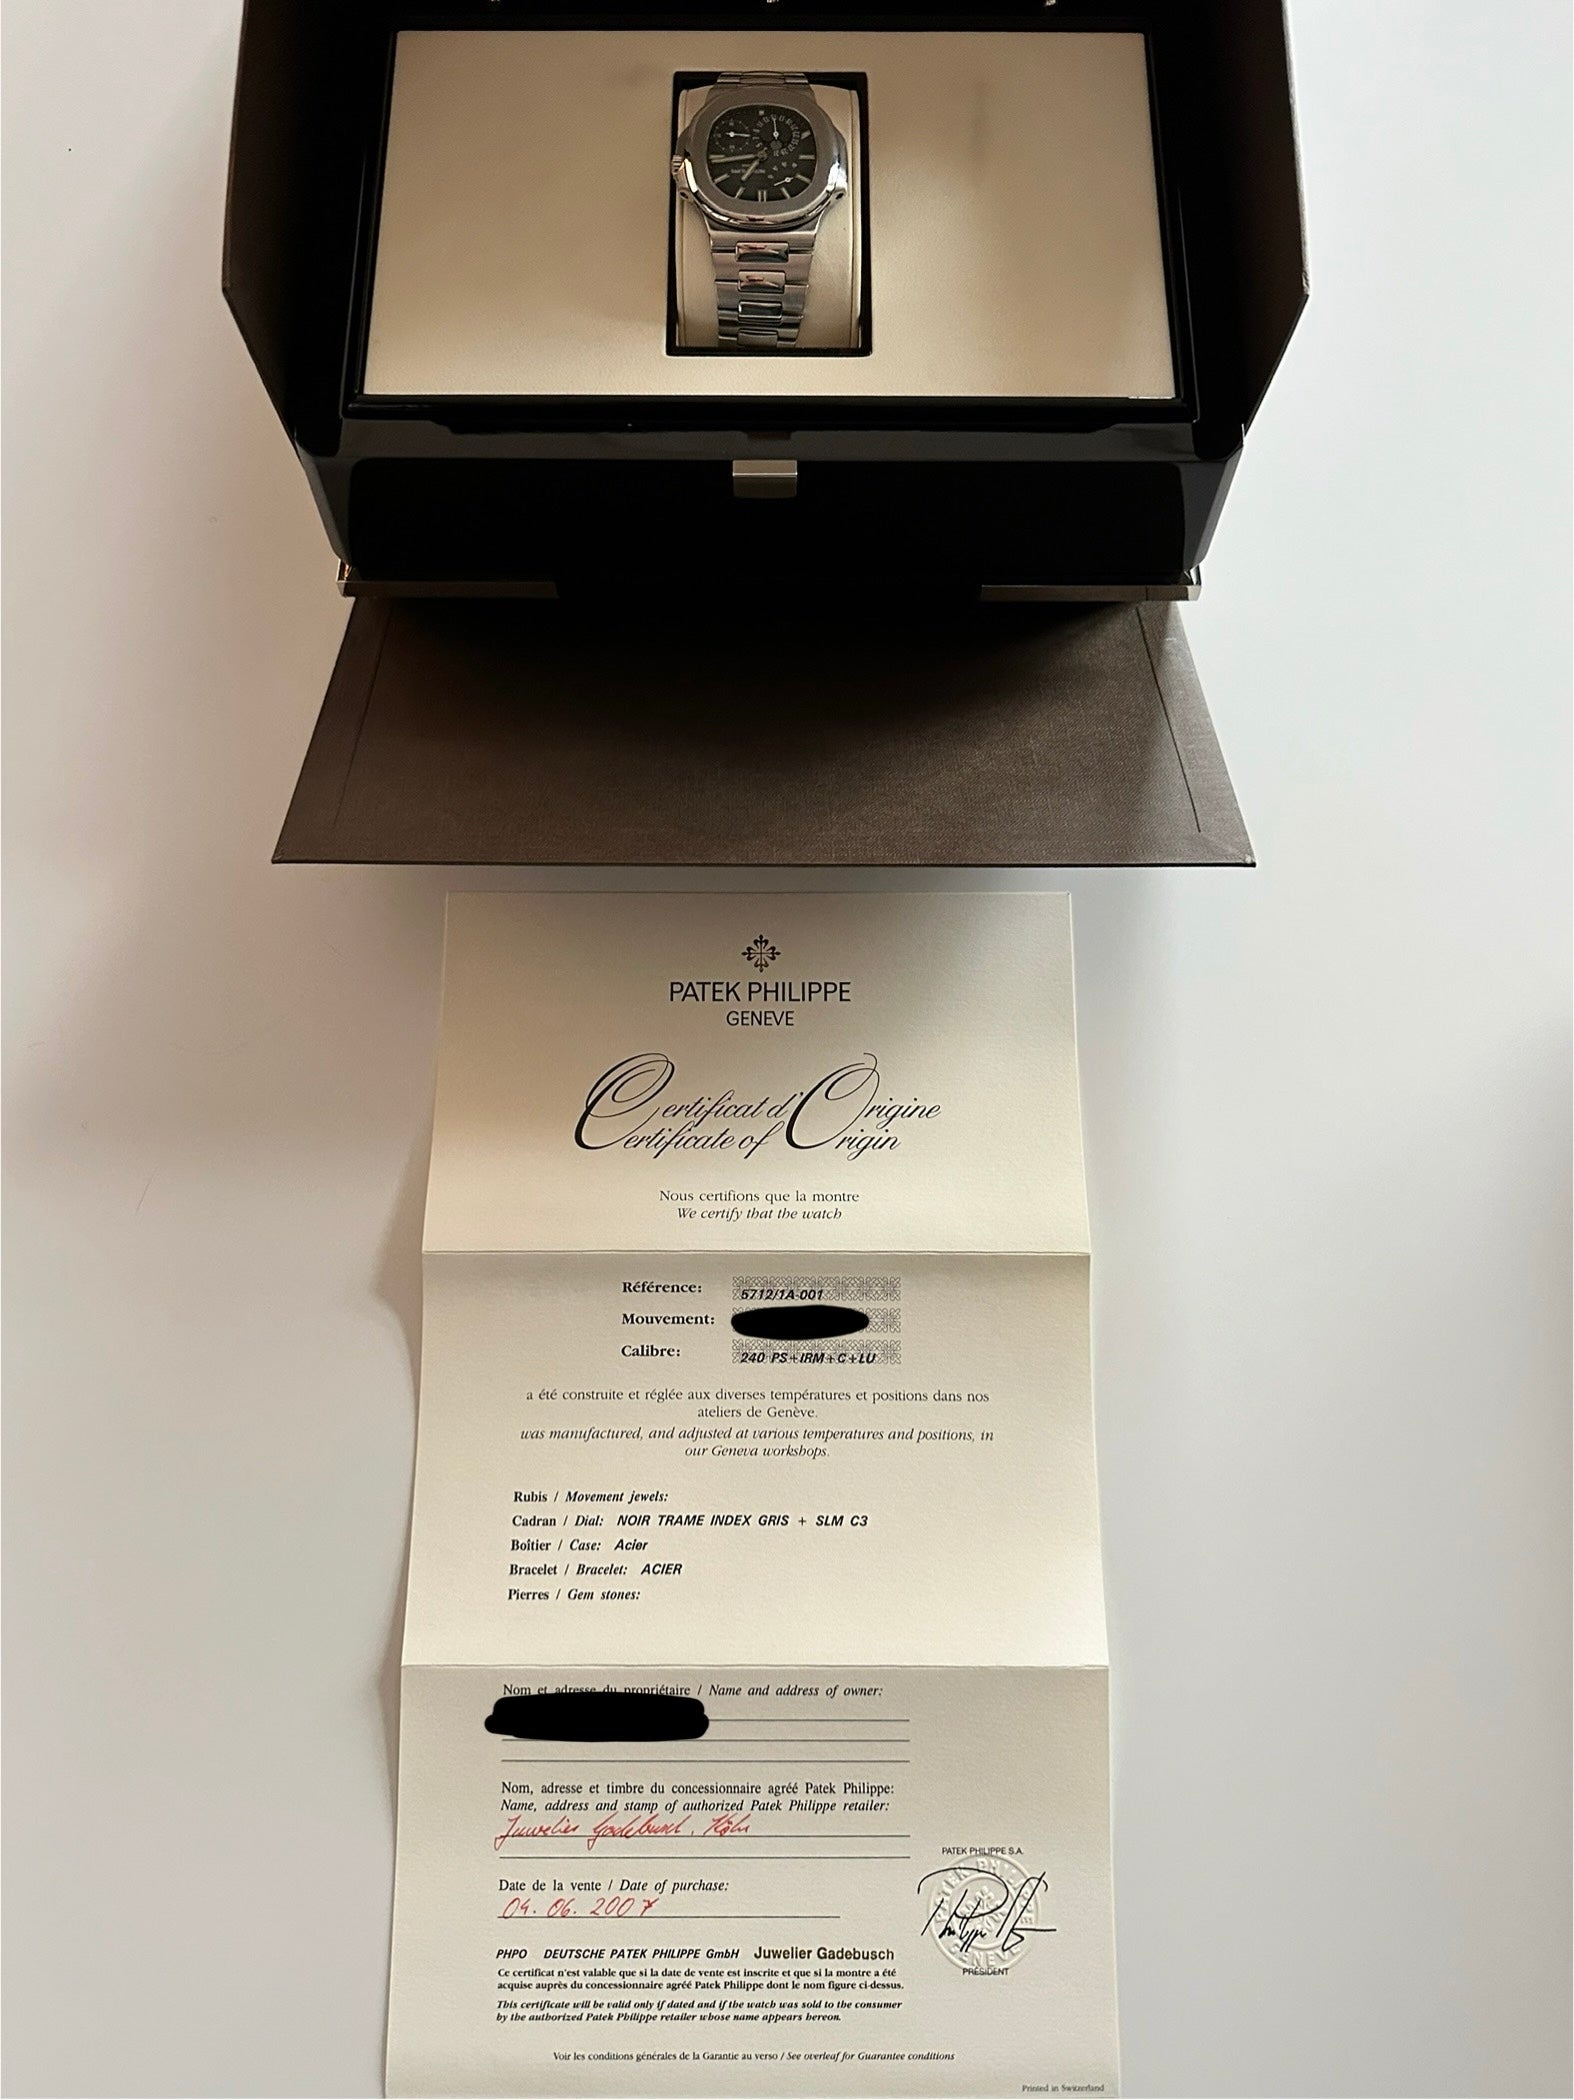 PATEK PHILIPPE
GENEVE
Certificat d'Origine
Certificate of Origin
Nous certifions que la montre
We certify that the watch
Référence: 5712/1A-001
Mouvement:
Calibre: 240 PS+IRM+C+LU
a été construite et réglée aux diverses températures et positions dans nos
ateliers de Genève.
was manufactured, and adjusted at various temperatures and positions, in
our Geneva workshops.
Rubis / Movement jewels:
Cadran / Dial: NOIR TRAME INDEX GRIS + SLM C3
Boîtier / Case: Acier
Bracelet / Bracelet: ACIER
Pierres / Gem stones:
Nom et adresse du propriétaire / Name and address of owner:
Nom, adresse et timbre du concessionnaire agréé Patek Philippe:
Name, address and stamp of authorized Patek Philippe retailer:
Juwelier Gadebusch, Köln
Date de la vente / Date of purchase:
04. 06. 2007
PATEK PHILIPPE S.A.
PRÉSIDENT
PHPO DEUTSCHE PATEK PHILIPPE GmbH Juwelier Gadebusch
Ce certificat n'est valable que si la date de vente est inscrite et que si la montre a été
acquise auprès du concessionnaire agréé Patek Philippe dont le nom figure ci-dessus.
This certificate will be valid only if dated and if the watch was sold to the consumer
by the authorized Patek Philippe retailer whose name appears hereon.
Voir les conditions générales de la Garantie au verso / See overleaf for Guarantee conditions
Printed in Switzerland